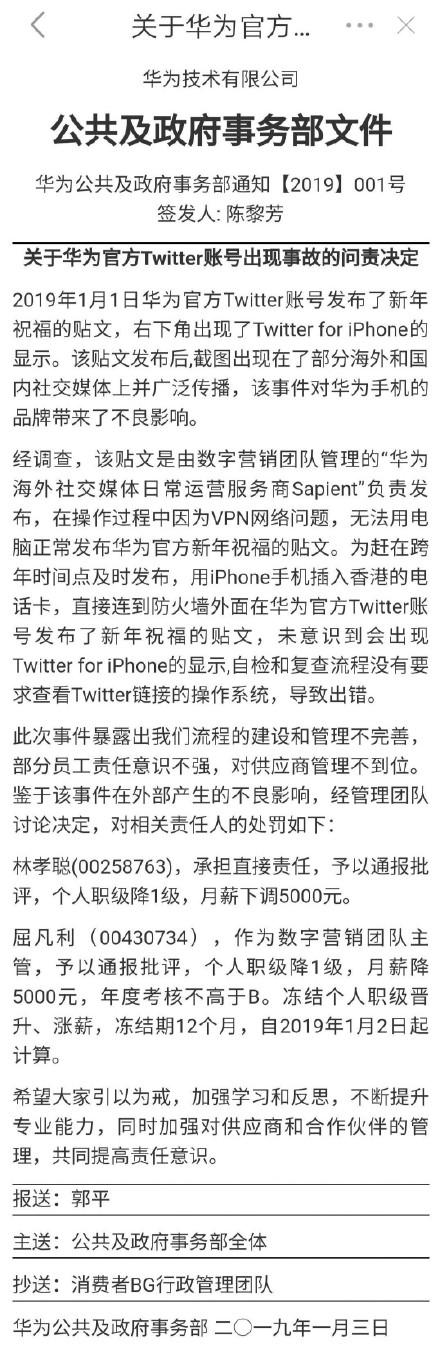 关于华为官方...
华为技术有限公司
公共及政府事务部文件
华为公共及政府事务部通知【2019】001号
签发人: 陈黎芳
关于华为官方Twitter账号出现事故的问责决定
2019年1月1日华为官方Twitter账号发布了新年
祝福的贴文，右下角出现了Twitter for iPhone的
显示。该贴文发布后,截图出现在了部分海外和国
内社交媒体上并广泛传播，该事件对华为手机的
品牌带来了不良影响。
经调查，该贴文是由数字营销团队管理的“华为
海外社交媒体日常运营服务商Sapient”负责发
布，在操作过程中因为VPN网络问题，无法用电
脑正常发布华为官方新年祝福的贴文。为赶在跨
年时间点及时发布，用iPhone手机插入香港的电
话卡，直接连到防火墙外面在华为官方Twitter账
号发布了新年祝福的贴文，未意识到会出现
Twitter for iPhone的显示,自检和复查流程没有要
求查看Twitter链接的操作系统，导致出错。
此次事件暴露出我们流程的建设和管理不完善，
部分员工责任意识不强，对供应商管理不到位。
鉴于该事件在外部产生的不良影响，经管理团队
讨论决定，对相关责任人的处罚如下：
林孝聪(00258763)，承担直接责任，予以通报批
评，个人职级降1级，月薪下调5000元。
屈凡利（00430734），作为数字营销团队主
管，予以通报批评，个人职级降1级，月薪降
5000元，年度考核不高于B。冻结个人职级晋
升、涨薪，冻结期12个月，自2019年1月2日起
计算。
希望大家引以为戒，加强学习和反思，不断提升
专业能力，同时加强对供应商和合作伙伴的管
理，共同提高责任意识。
报送：郭平
主送：公共及政府事务部全体
抄送：消费者BG行政管理团队
华为公共及政府事务部 二〇一九年一月三日